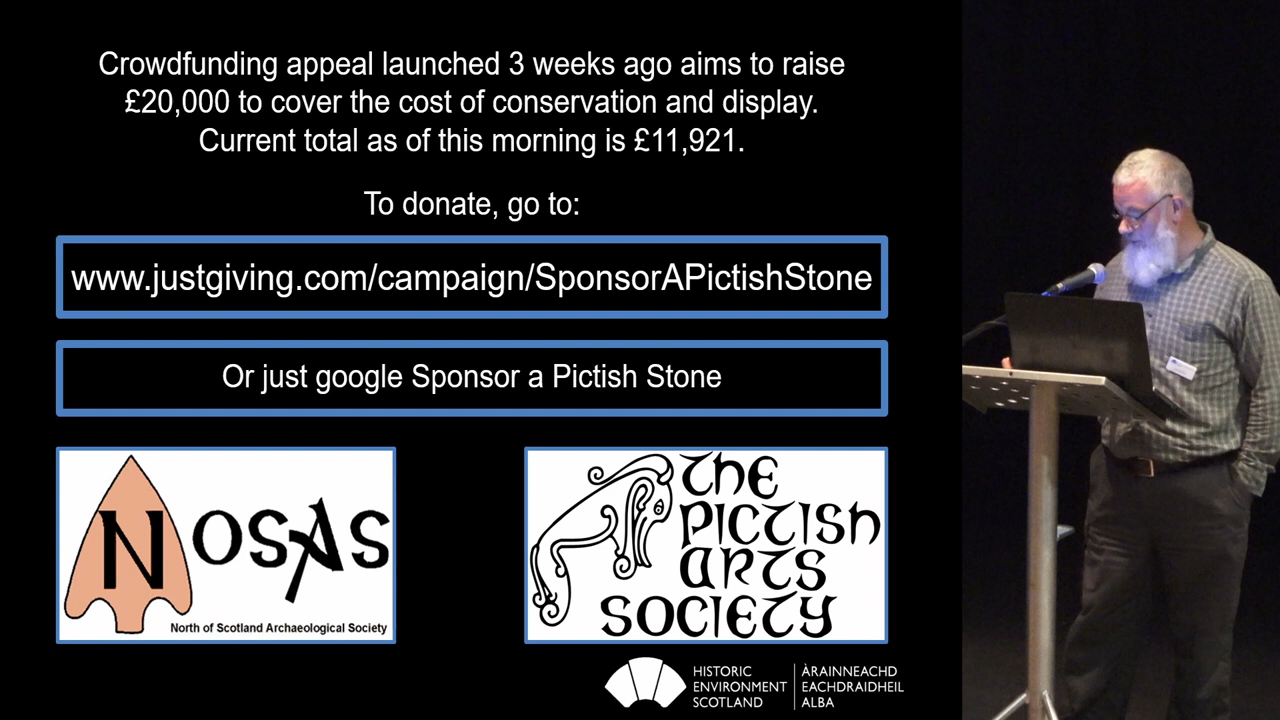 Crowdfunding appeal launched 3 weeks ago aims to raise
£20,000 to cover the cost of conservation and display.
Current total as of this morning is £11,921.
To donate, go to:
www.justgiving.com/campaign/SponsorAPictishStone
Or just google Sponsor a Pictish Stone
NOSAS
North of Scotland Archaeological Society
THE
PICTISH
ARTS
SOCIETY
HISTORIC
ENVIRONMENT
SCOTLAND
ÀRAINNEACHD
EACHDRAIDHEIL
ALBA